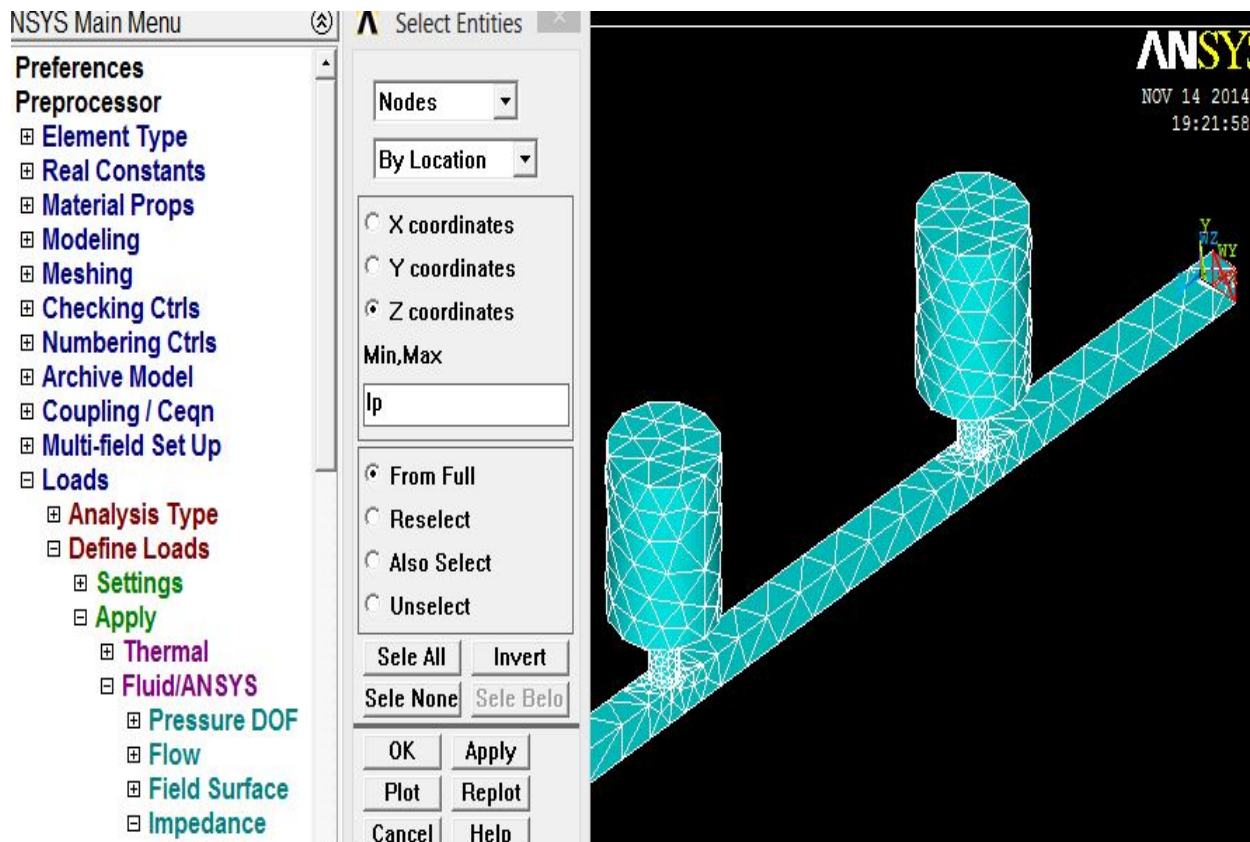 NSYS Main Menu
Preferences
Preprocessor
Element Type
Real Constants
Material Props
Modeling
Meshing
Checking Ctrls
Numbering Ctrls
Archive Model
Coupling / Ceqn
Multi-field Set Up
Loads
Analysis Type
Define Loads
Settings
Apply
Thermal
Fluid/ANSYS
Pressure DOF
Flow
Field Surface
Impedance
Select Entities
Nodes
By Location
X coordinates
Y coordinates
Z coordinates
Min,Max
lp
From Full
Reselect
Also Select
Unselect
Sele All Invert
Sele None Sele Belo
OK Apply
Plot Replot
Cancel Help
ANSYS
NOV 14 2014
19:21:58
Y
WZ
WY